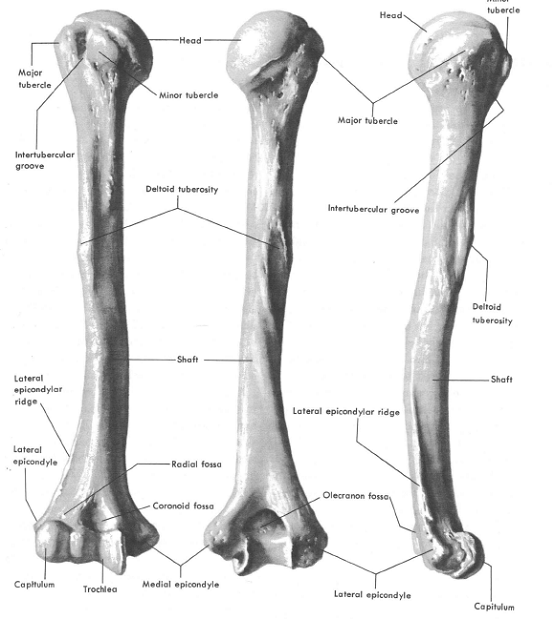 Minor
tubercle
Head
Head
Major
tubercle
Minor tubercle
Major tubercle
Intertubercular
groove
Deltoid tuberosity
Intertubercular groove
Deltoid
tuberosity
Shaft
Shaft
Lateral
epicondylar
ridge
Lateral epicondylar ridge
Lateral
epicondyle
Radial fossa
Olecranon fossa
Coronoid fossa
Capitulum
Trochlea
Medial epicondyle
Lateral epicondyle
Capitulum